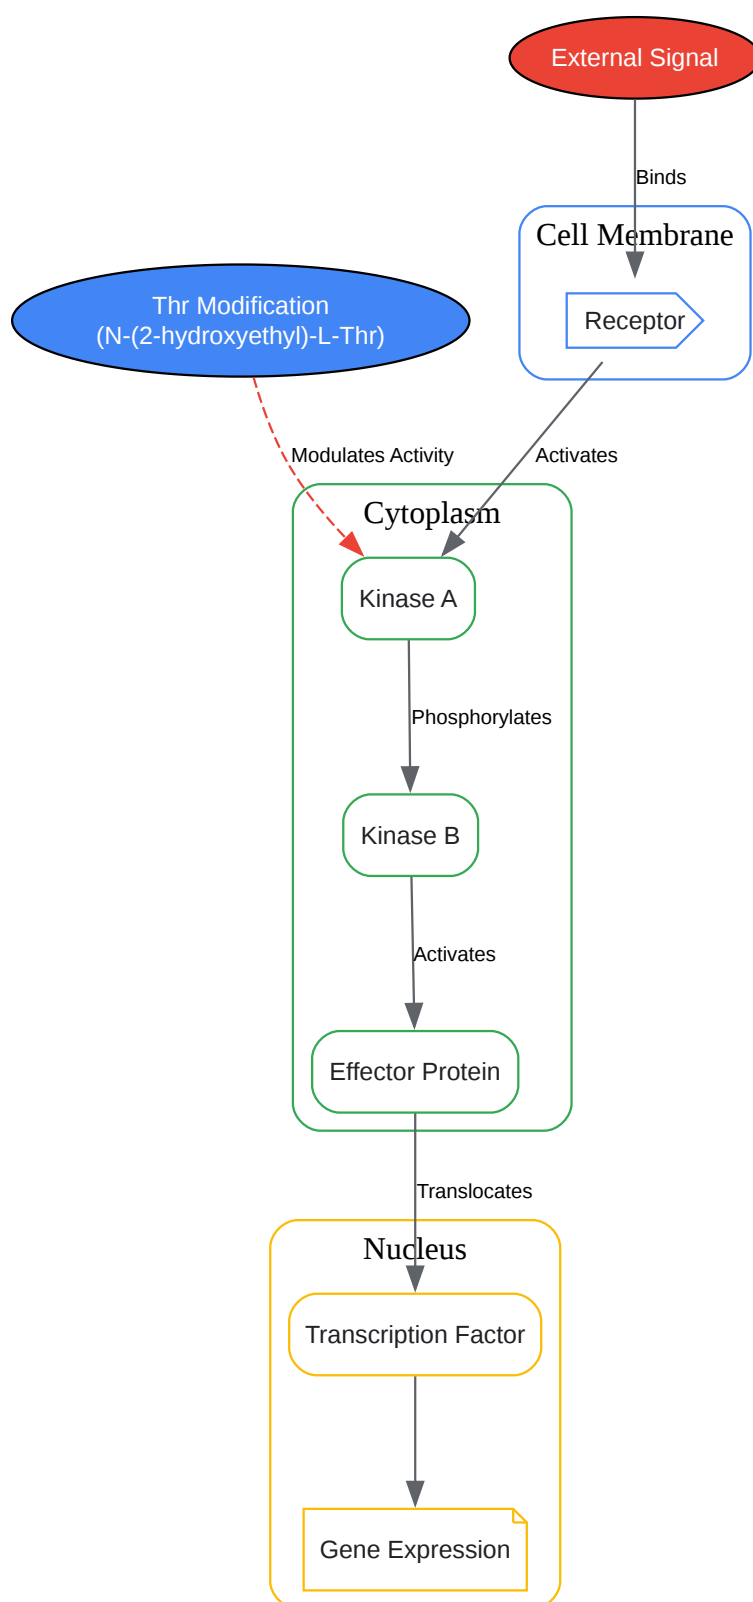 External Signal
Binds
Cell Membrane
Receptor
Thr Modification
(N-(2-hydroxyethyl)-L-Thr)
Modulates Activity
Activates
Cytoplasm
Kinase A
Phosphorylates
Kinase B
Activates
Effector Protein
Translocates
Nucleus
Transcription Factor
Gene Expression